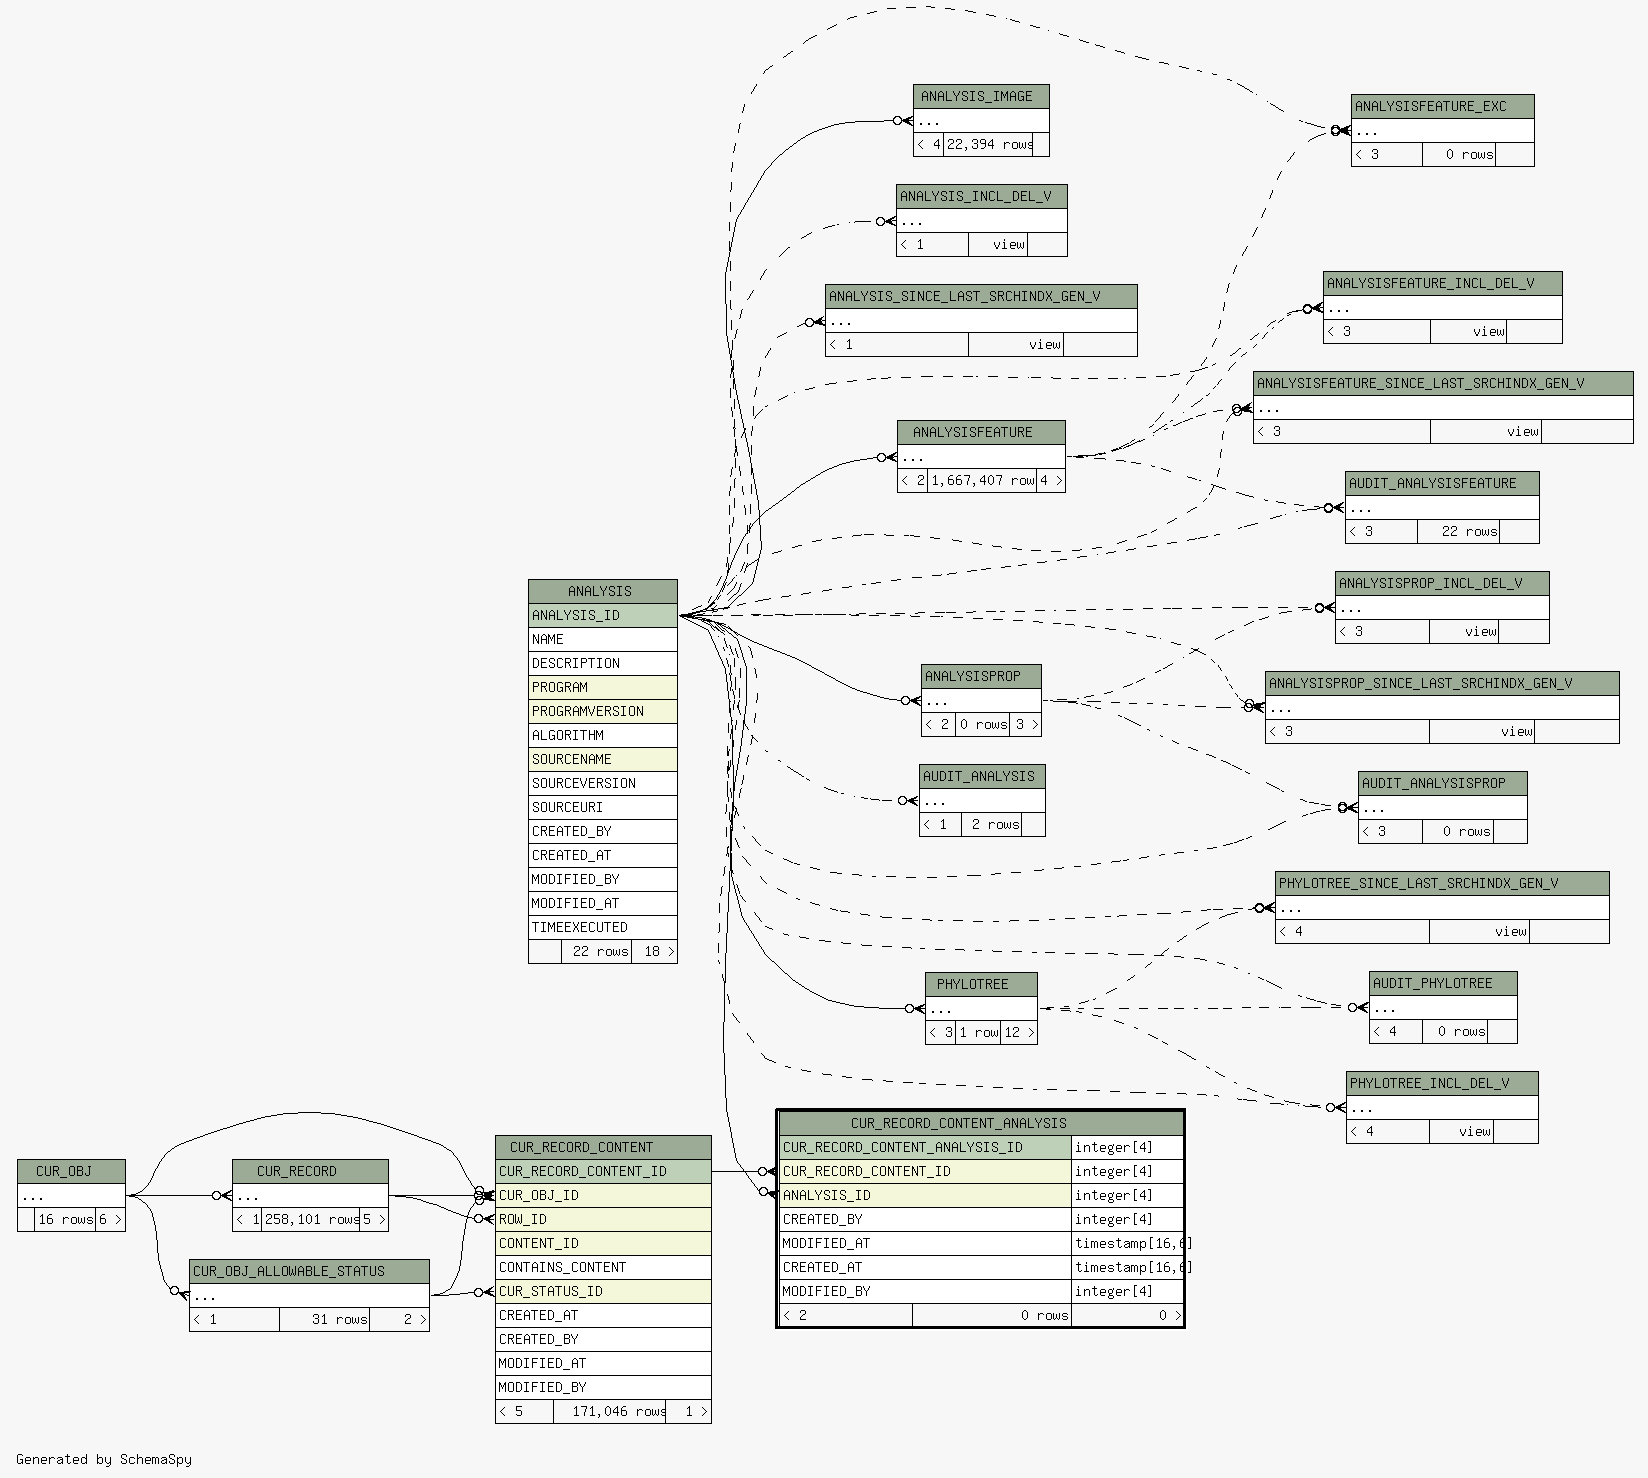 ANALYSIS_IMAGE
...
< 4 22,394 rows
ANALYSISFEATURE_EXC
...
< 3 0 rows
ANALYSIS_INCL_DEL_V
...
< 1 view
ANALYSIS_SINCE_LAST_SRCHINDX_GEN_V
...
< 1 view
ANALYSISFEATURE_INCL_DEL_V
...
< 3 view
ANALYSISFEATURE_SINCE_LAST_SRCHINDX_GEN_V
...
< 3 view
ANALYSISFEATURE
...
< 2 1,667,407 row 4 >
AUDIT_ANALYSISFEATURE
...
< 3 22 rows
ANALYSIS
ANALYSIS_ID
NAME
DESCRIPTION
PROGRAM
PROGRAMVERSION
ALGORITHM
SOURCENAME
SOURCEVERSION
SOURCEURI
CREATED_BY
CREATED_AT
MODIFIED_BY
MODIFIED_AT
TIMEEXECUTED
22 rows 18 >
ANALYSISPROP_INCL_DEL_V
...
< 3 view
ANALYSISPROP
...
< 2 0 rows 3 >
ANALYSISPROP_SINCE_LAST_SRCHINDX_GEN_V
...
< 3 view
AUDIT_ANALYSIS
...
< 1 2 rows
AUDIT_ANALYSISPROP
...
< 3 0 rows
PHYLOTREE_SINCE_LAST_SRCHINDX_GEN_V
...
< 4 view
PHYLOTREE
...
< 3 1 row 12 >
AUDIT_PHYLOTREE
...
< 4 0 rows
PHYLOTREE_INCL_DEL_V
...
< 4 view
CUR_OBJ
...
16 rows 6 >
CUR_RECORD
...
< 1 258,101 rows 5 >
CUR_OBJ_ALLOWABLE_STATUS
...
< 1 31 rows 2 >
CUR_RECORD_CONTENT
CUR_RECORD_CONTENT_ID
CUR_OBJ_ID
ROW_ID
CONTENT_ID
CONTAINS_CONTENT
CUR_STATUS_ID
CREATED_AT
CREATED_BY
MODIFIED_AT
MODIFIED_BY
< 5 171,046 rows 1 >
CUR_RECORD_CONTENT_ANALYSIS
CUR_RECORD_CONTENT_ANALYSIS_ID integer[4]
CUR_RECORD_CONTENT_ID integer[4]
ANALYSIS_ID integer[4]
CREATED_BY integer[4]
MODIFIED_AT timestamp[16,6]
CREATED_AT timestamp[16,6]
MODIFIED_BY integer[4]
< 2 0 rows 0 >
Generated by SchemaSpy